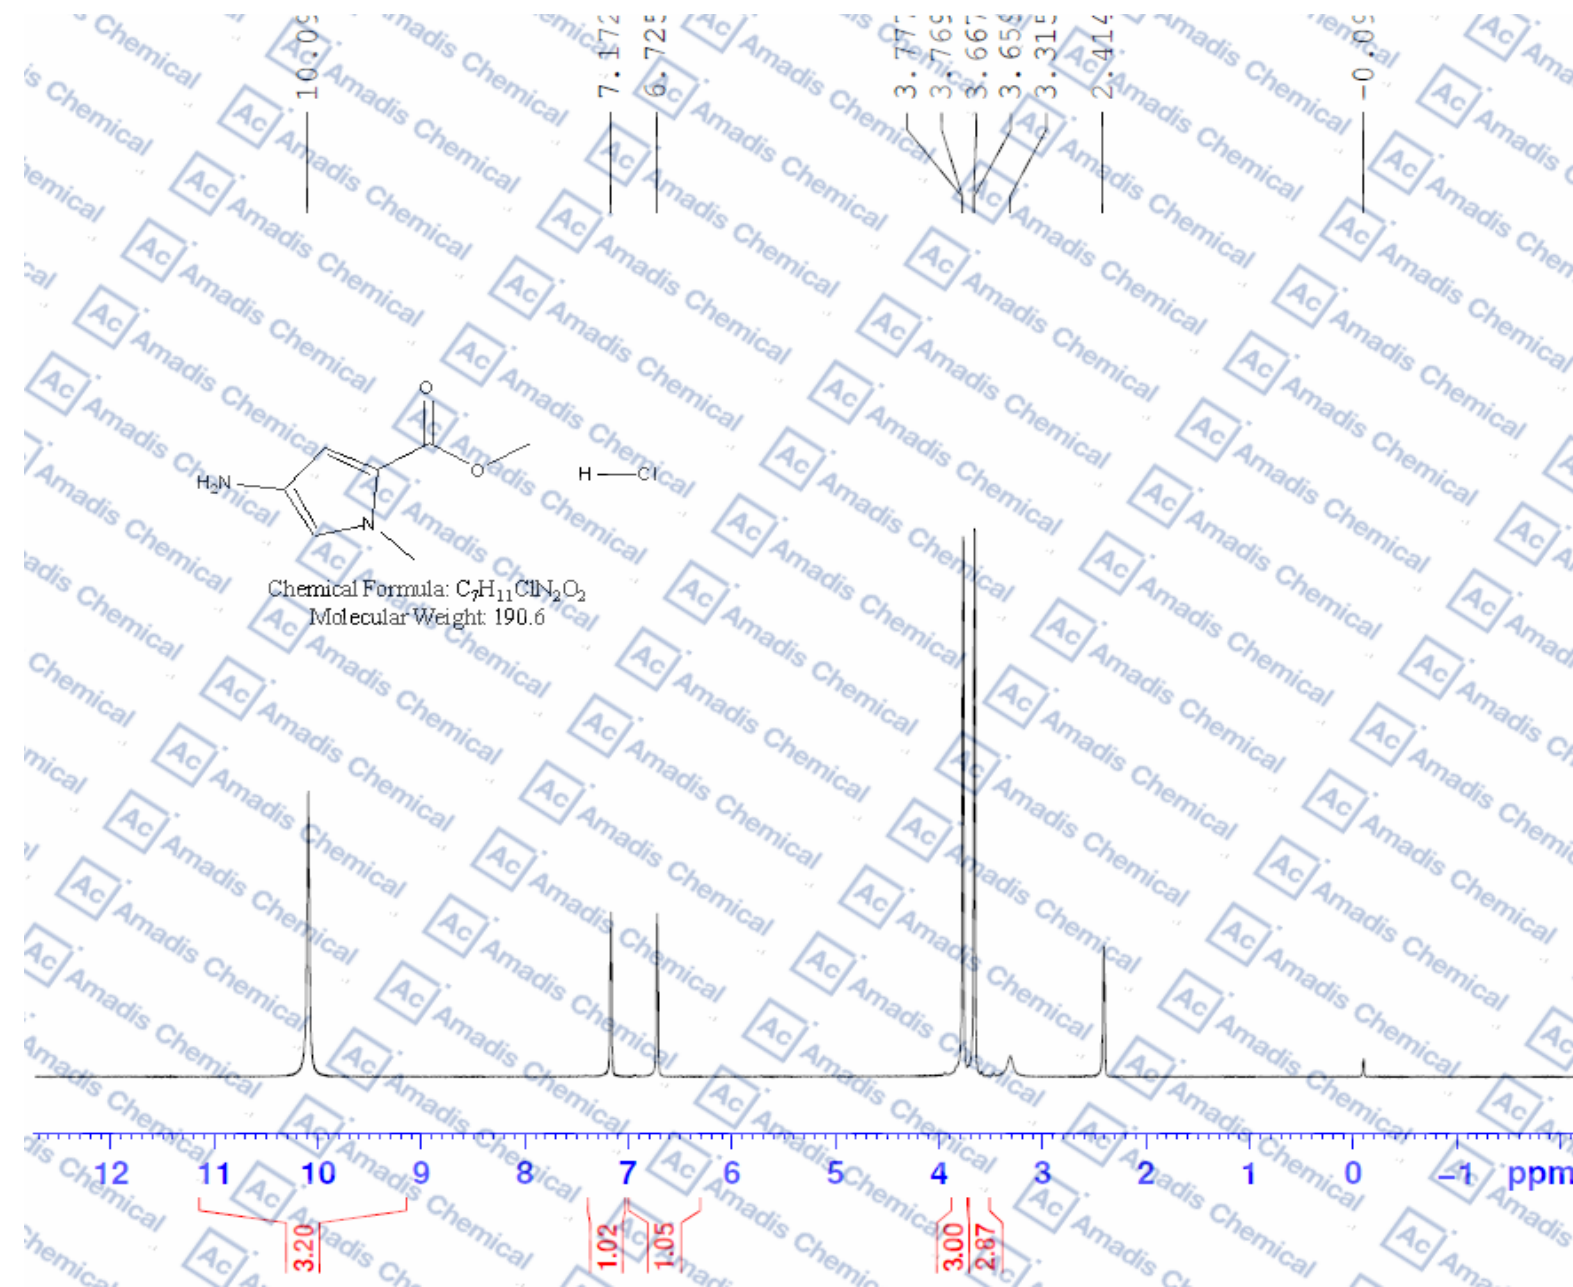 10.09
7.172
6.725
3.777
3.769
3.667
3.659
3.315
2.414
-0.09
O
O
H₂N
N
H Cl
Chemical Formula: C₇H₁₁ClN₂O₂
Molecular Weight: 190.6
12 11 10 9 8 7 6 5 4 3 2 1 0 -1 ppm
3.20 1.02 1.05 3.00 2.87
Ac Amadis Chemical